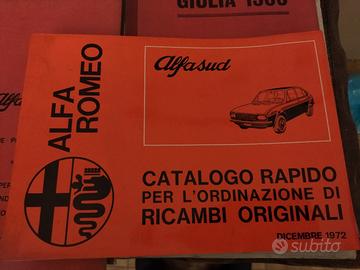 GIULIA 1300
Alfasud
ALFA
ROMEO
CATALOGO RAPIDO
PER L'ORDINAZIONE DI
RICAMBI ORIGINALI
DICEMBRE 1972
subito